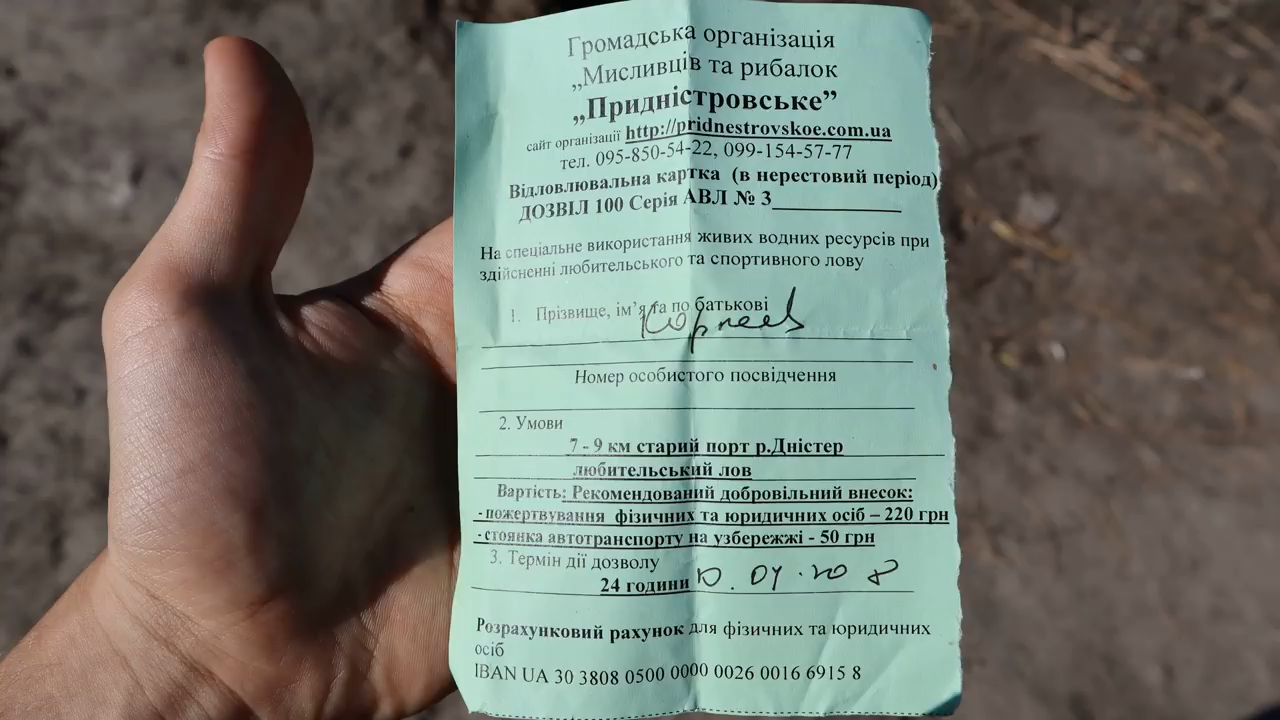 Громадська організація
„Мисливців та рибалок
„Придністровське”
сайт організації http://pridnestrovskoe.com.ua
тел. 095-850-54-22, 099-154-57-77
Відловлювальна картка (в нерестовий період)
ДОЗВІЛ 100 Серія АВЛ № 3
На спеціальне використання живих водних ресурсів при
здійсненні любительського та спортивного лову
1. Прізвище, ім’я та по батькові
Номер особистого посвідчення
2. Умови
7 - 9 км старий порт р.Дністер
любительський лов
Вартість: Рекомендований добровільний внесок:
- пожертвування фізичних та юридичних осіб – 220 грн
- стоянка автотранспорту на узбережжі - 50 грн
3. Термін дії дозволу
24 години
Розрахунковий рахунок для фізичних та юридичних
осіб
IBAN UA 30 3808 0500 0000 0026 0016 6915 8